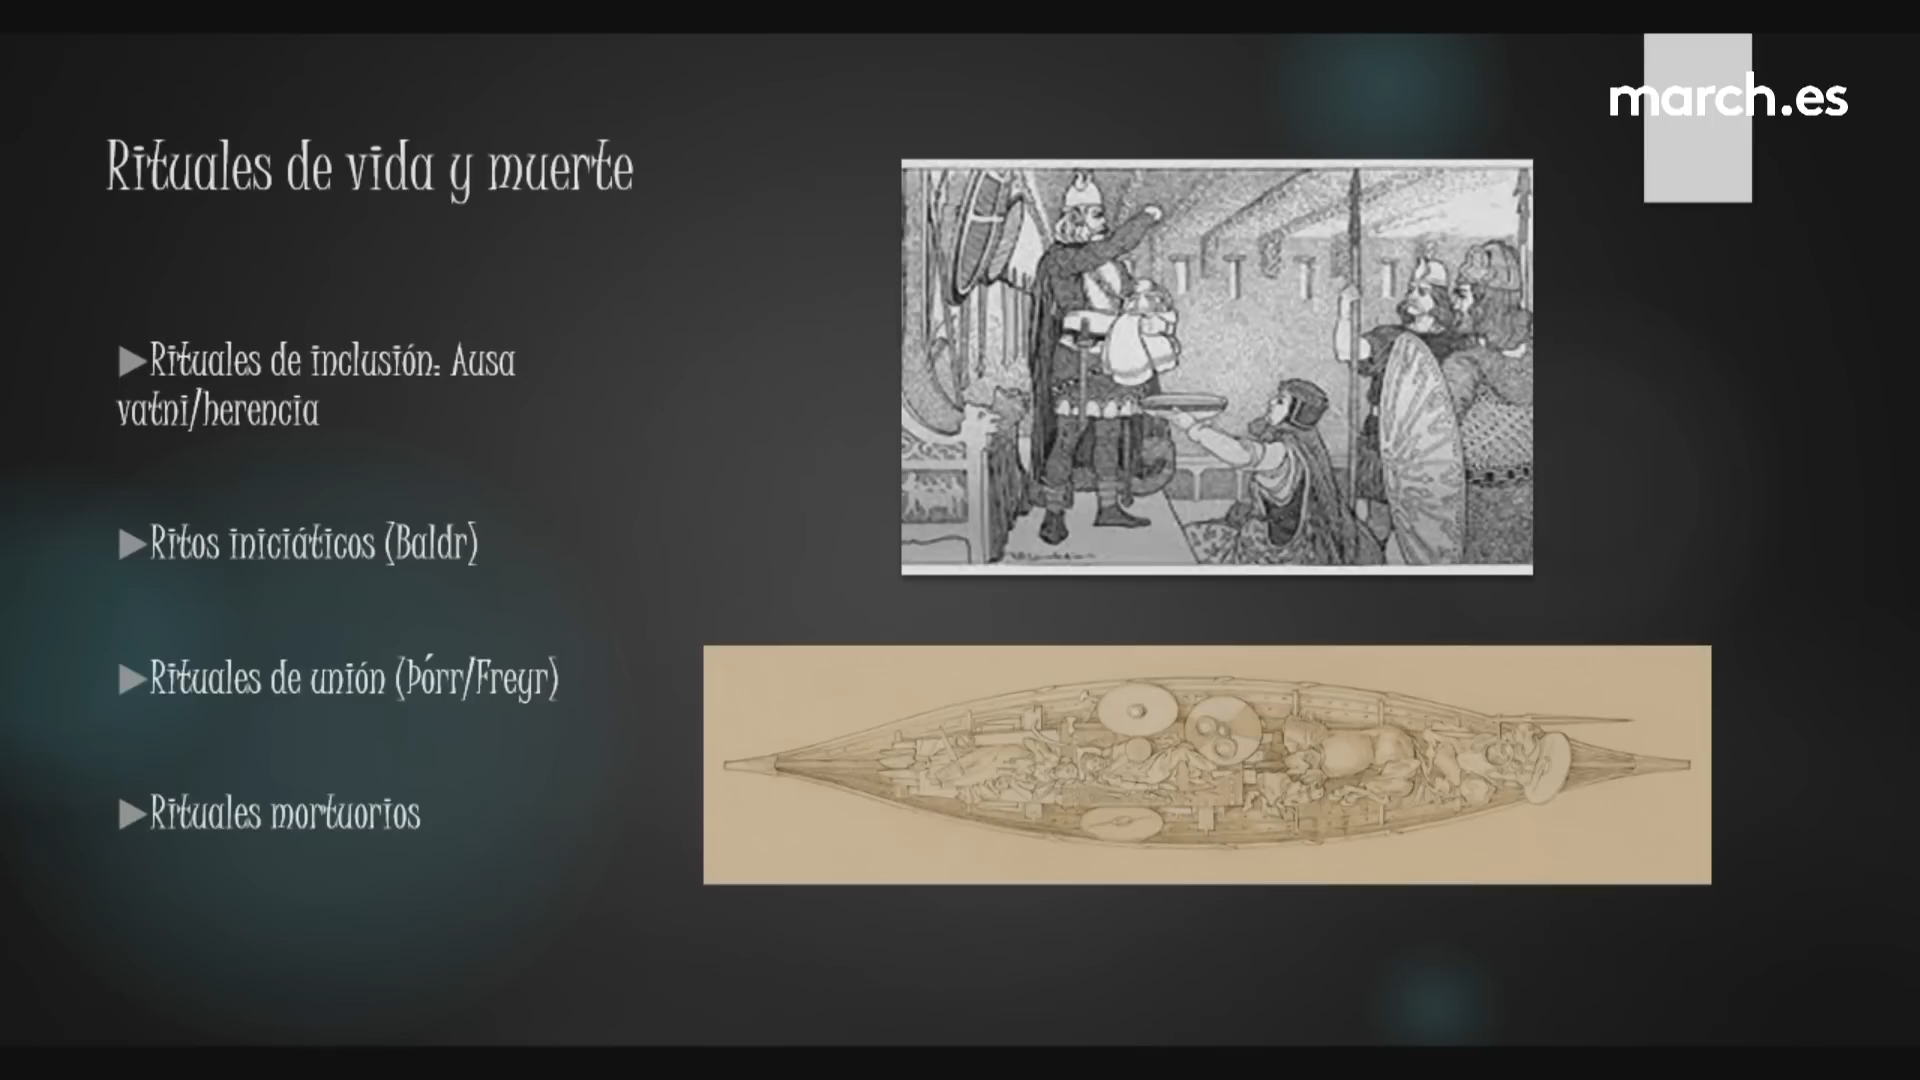 march.es
Rituales de vida y muerte
▶Rituales de inclusión: Ausa
vatni/herencia
▶Ritos iniciáticos (Baldr)
▶Rituales de unión (Þórr/Freyr)
▶Rituales mortuorios